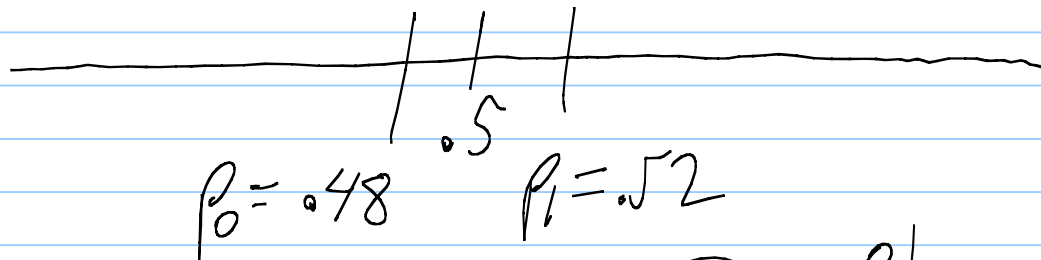 .5
p₀ = .48 p₁ = .52